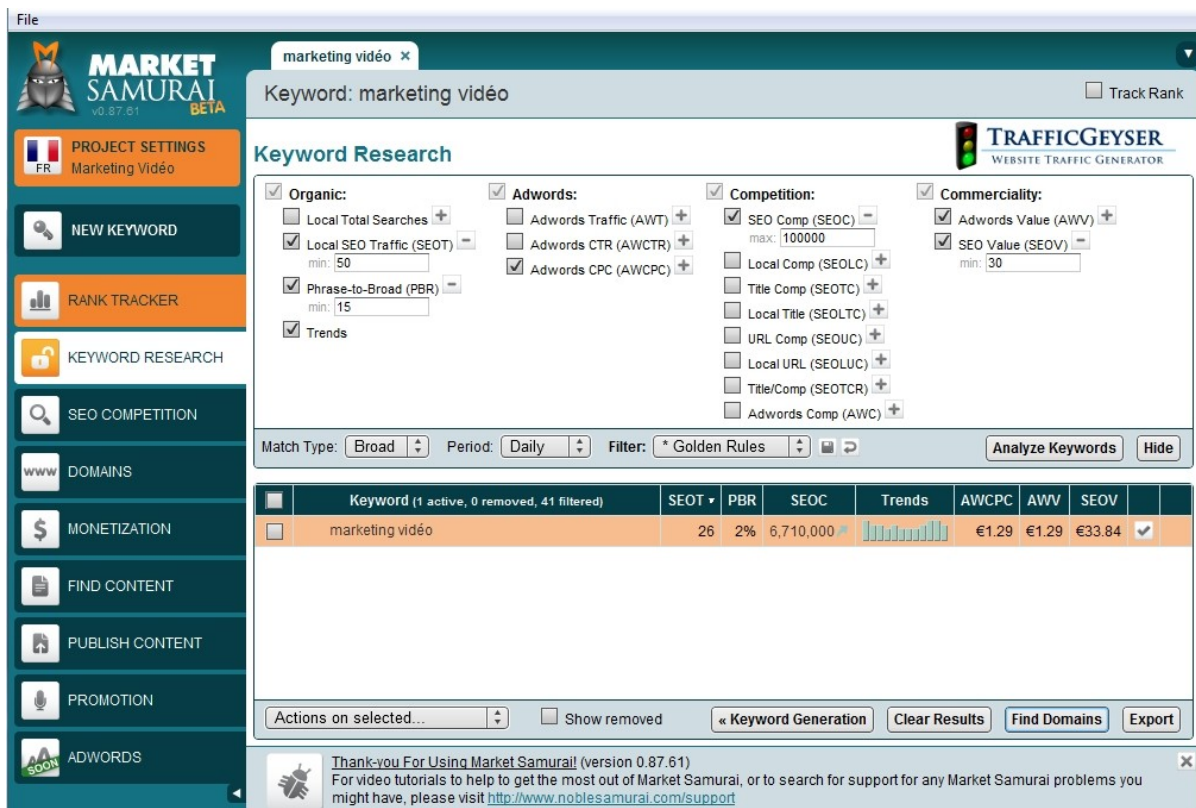 File
MARKET
SAMURAI
v0.87.61 BETA
marketing vidéo ×
Keyword: marketing vidéo
Track Rank
FR
PROJECT SETTINGS
Marketing Vidéo
NEW KEYWORD
RANK TRACKER
KEYWORD RESEARCH
SEO COMPETITION
www DOMAINS
$ MONETIZATION
FIND CONTENT
PUBLISH CONTENT
PROMOTION
SOON ADWORDS
Keyword Research
TRAFFICGEYSER
WEBSITE TRAFFIC GENERATOR
Organic:
Local Total Searches +
Local SEO Traffic (SEOT) −
min: 50
Phrase-to-Broad (PBR) −
min: 15
Trends
Adwords:
Adwords Traffic (AWT) +
Adwords CTR (AWCTR) +
Adwords CPC (AWCPC) +
Competition:
SEO Comp (SEOC) −
max: 100000
Local Comp (SEOLC) +
Title Comp (SEOTC) +
Local Title (SEOLTC) +
URL Comp (SEOUC) +
Local URL (SEOLUC) +
Title/Comp (SEOTCR) +
Adwords Comp (AWC) +
Commerciality:
Adwords Value (AWV) +
SEO Value (SEOV) −
min: 30
Match Type: Broad Period: Daily Filter: * Golden Rules Analyze Keywords Hide
Keyword (1 active, 0 removed, 41 filtered) SEOT PBR SEOC Trends AWCPC AWV SEOV
marketing vidéo 26 2% 6,710,000 €1.29 €1.29 €33.84
Actions on selected... Show removed « Keyword Generation Clear Results Find Domains Export
Thank-you For Using Market Samurai! (version 0.87.61)
For video tutorials to help to get the most out of Market Samurai, or to search for support for any Market Samurai problems you
might have, please visit http://www.noblesamurai.com/support